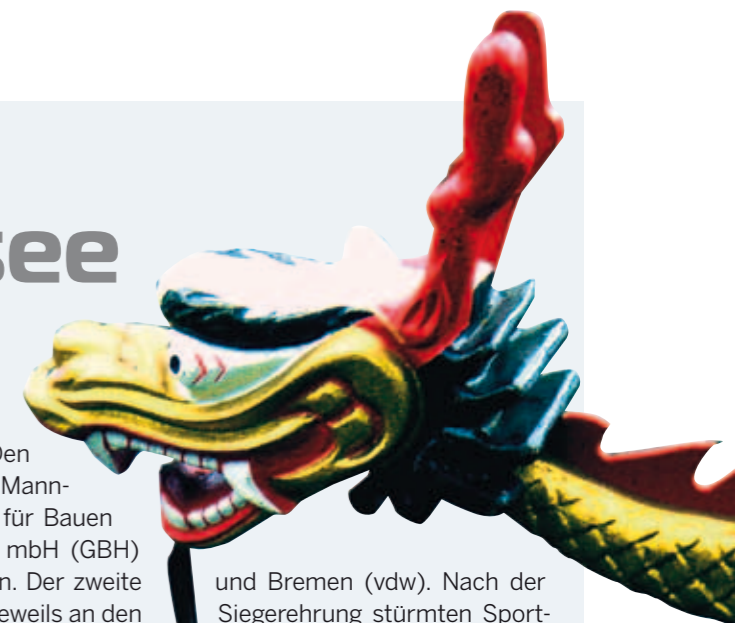 see
Den
Mann-
für Bauen
mbH (GBH)
n. Der zweite
eweils an den
und Bremen (vdw). Nach der
Siegerehrung stürmten Sport-